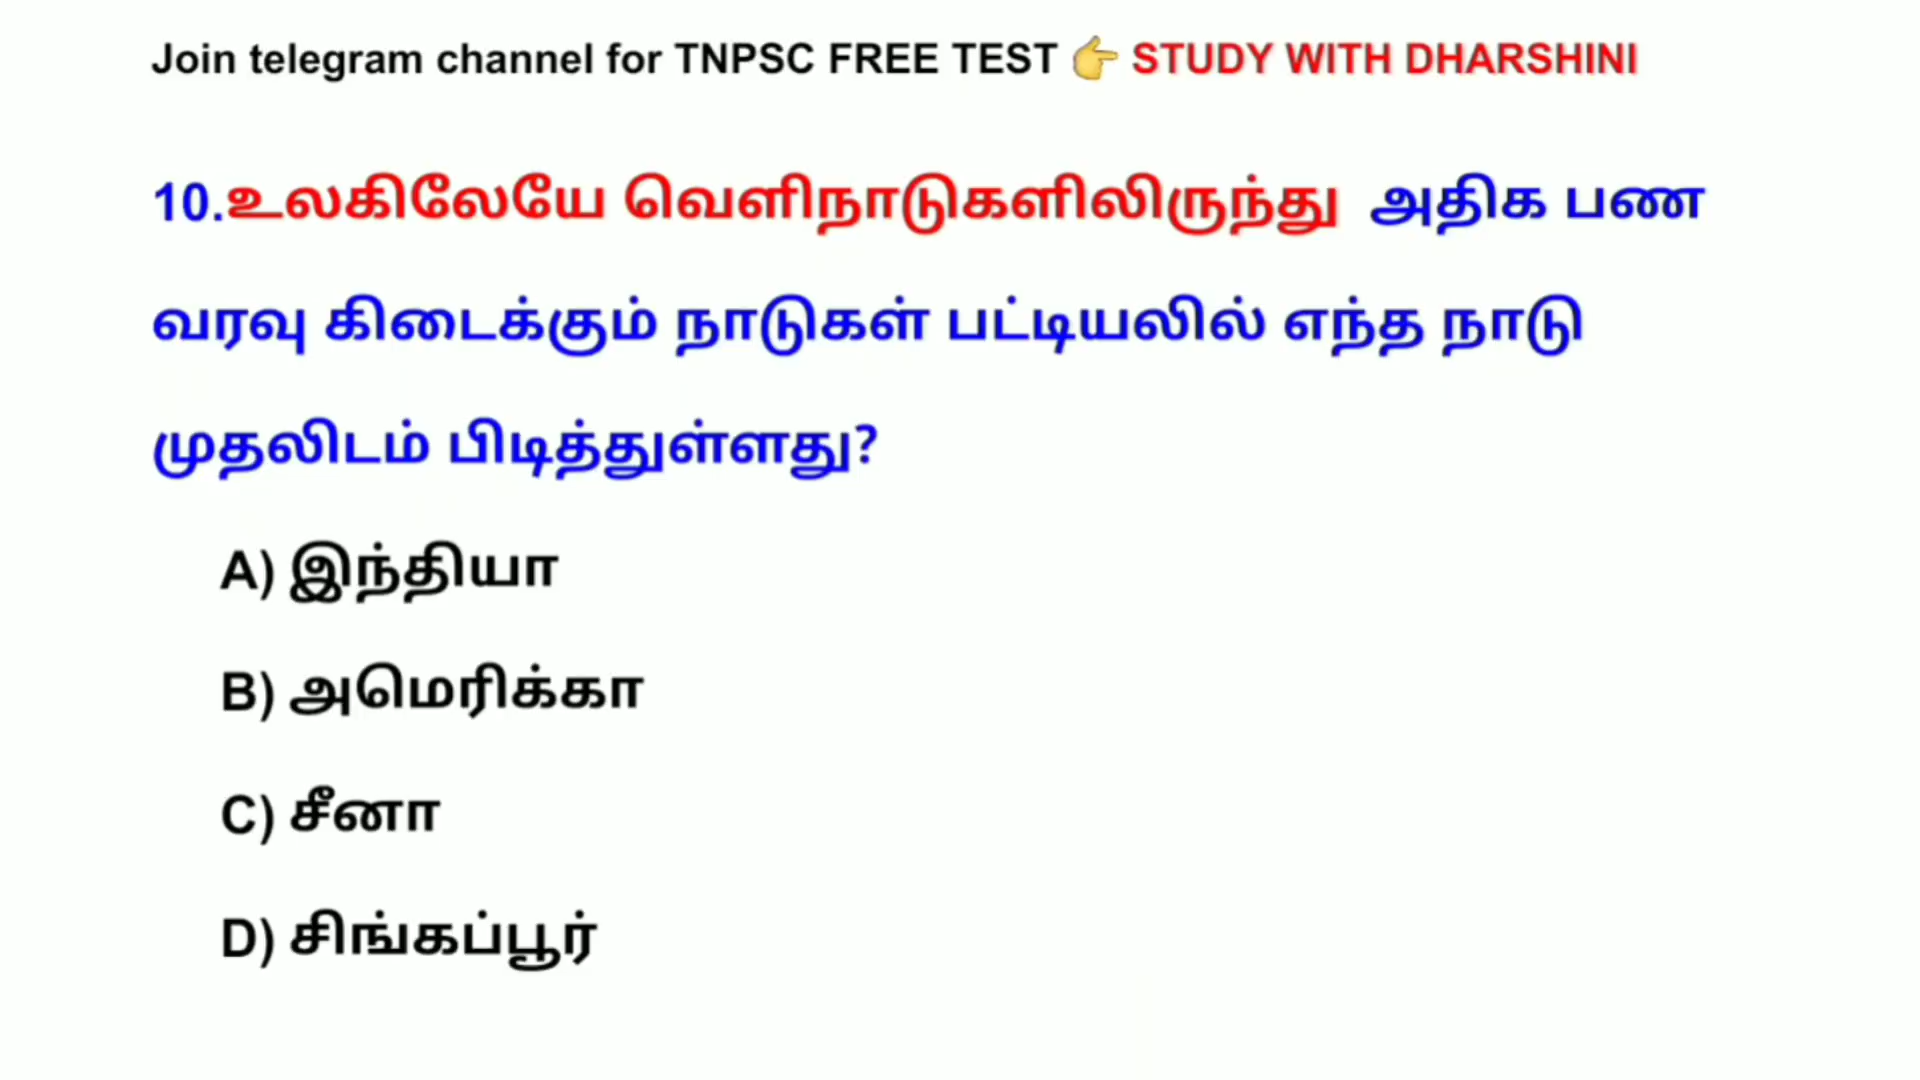 Join telegram channel for TNPSC FREE TEST 👉 STUDY WITH DHARSHINI
10.உலகிலேயே வெளிநாடுகளிலிருந்து அதிக பண
வரவு கிடைக்கும் நாடுகள் பட்டியலில் எந்த நாடு
முதலிடம் பிடித்துள்ளது?
A) இந்தியா
B) அமெரிக்கா
C) சீனா
D) சிங்கப்பூர்